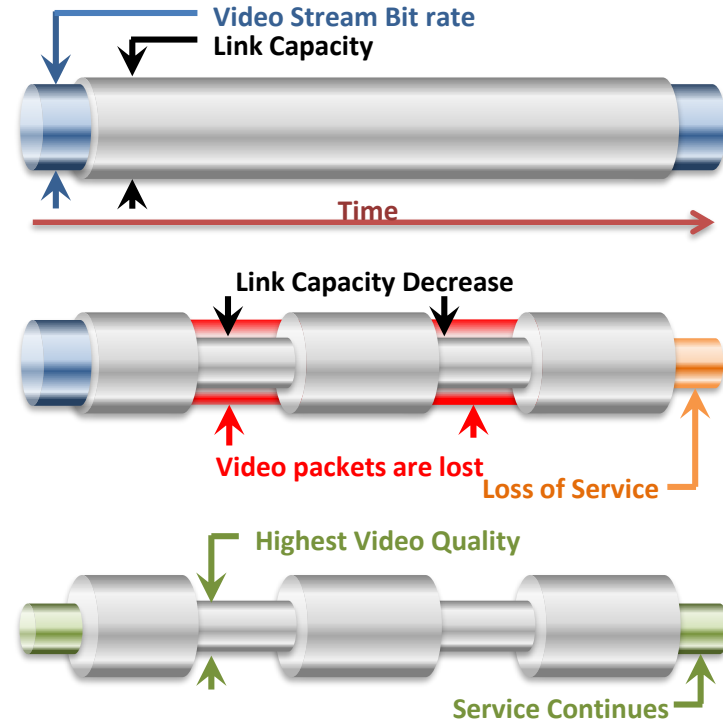 Video Stream Bit rate
Link Capacity
Time
Link Capacity Decrease
Video packets are lost
Loss of Service
Highest Video Quality
Service Continues